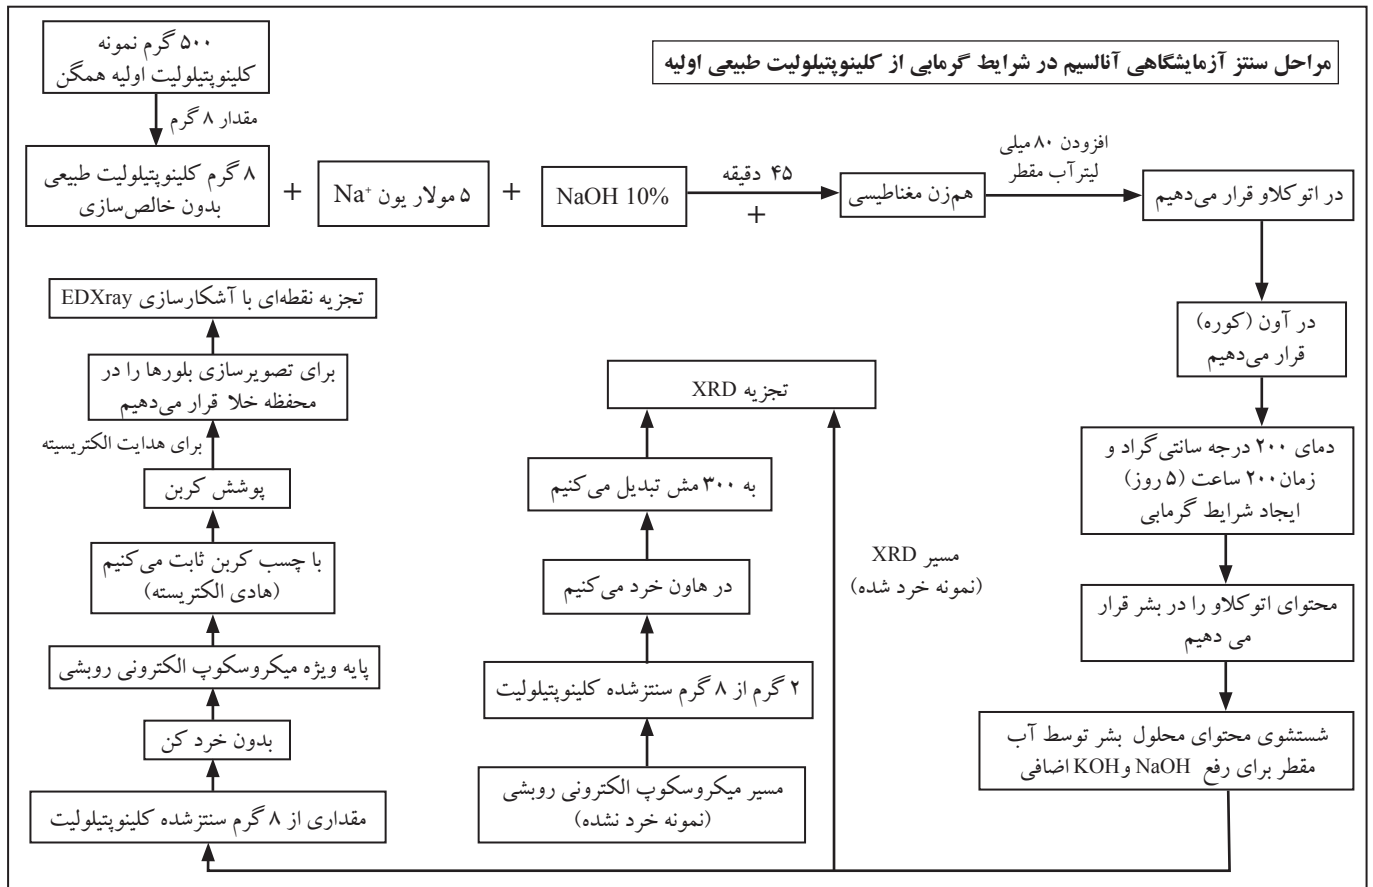 مراحل سنتز آزمایشگاهی آنالسیم در شرایط گرمابی از کلینوپتیلولیت طبیعی اولیه
۵۰۰ گرم نمونه
کلینوپتیلولیت اولیه همگن
مقدار ۸ گرم
۸ گرم کلینوپتیلولیت طبیعی
بدون خالص‌سازی
+
۵ مولار یون Na⁺
+
NaOH 10%
۴۵ دقیقه
+
هم‌زن مغناطیسی
افزودن ۸۰ میلی
لیترآب مقطر
در اتوکلاو قرار می‌دهیم
در آون (کوره)
قرار می‌دهیم
دمای ۲۰۰ درجه سانتی‌گراد و
زمان ۲۰۰ ساعت (۵ روز)
ایجاد شرایط گرمابی
محتوای اتوکلاو را در بشر قرار
می دهیم
شستشوی محتوای محلول بشر توسط آب
مقطر برای رفع NaOH وKOH اضافی
تجزیه XRD
به ۳۰۰ مش تبدیل می‌کنیم
در هاون خرد می‌کنیم
۲ گرم از ۸ گرم سنتزشده کلینوپتیلولیت
مسیر میکروسکوپ الکترونی روبشی
(نمونه خرد نشده)
مسیر XRD
(نمونه خرد شده)
تجزیه نقطه‌ای با آشکارسازی EDXray
برای تصویرسازی بلورها را در
محفظه خلا قرار می‌دهیم
برای هدایت الکتریسیته
پوشش کربن
با چسب کربن ثابت می‌کنیم
(هادی الکتریسته)
پایه ویژه میکروسکوپ الکترونی روبشی
بدون خرد کن
مقداری از ۸ گرم سنتزشده کلینوپتیلولیت